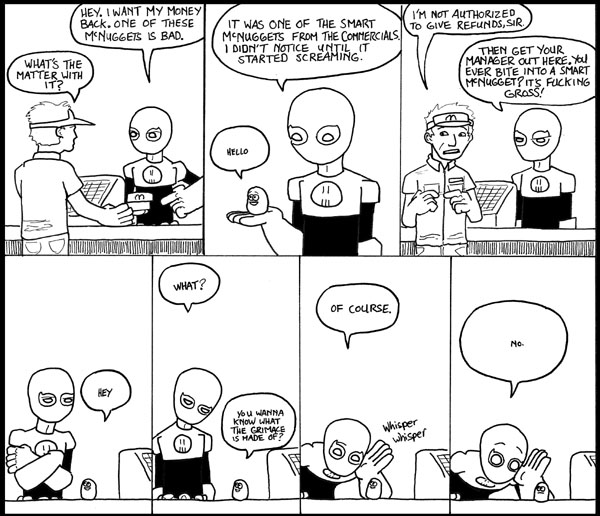 HEY. I WANT MY MONEY
BACK. ONE OF THESE
McNUGGETS IS BAD.
WHAT'S THE
MATTER WITH
IT?
IT WAS ONE OF THE SMART
McNUGGETS FROM THE COMMERCIALS.
I DIDN'T NOTICE UNTIL IT
STARTED SCREAMING.
HELLO
I'M NOT AUTHORIZED
TO GIVE REFUNDS, SIR.
THEN GET YOUR
MANAGER OUT HERE. YOU
EVER BITE INTO A SMART
McNUGGET? IT'S FUCKING
GROSS!
HEY
WHAT?
YOU WANNA
KNOW WHAT
THE GRIMACE
IS MADE OF?
OF COURSE.
Whisper
whisper
NO.